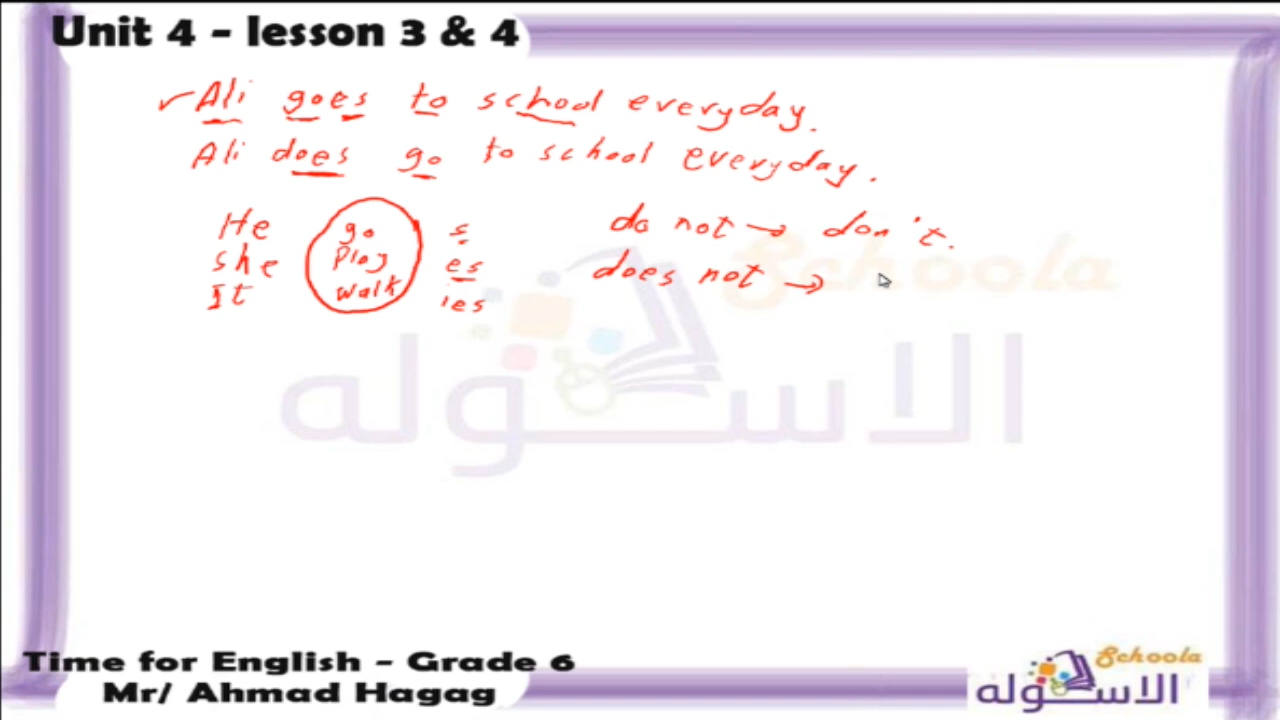 Unit 4 - lesson 3 & 4
Ali goes to school everyday.
Ali does go to school everyday.
He go s do not → don't.
she Play es does not →
It walk ies
Schoola
الاسكوله
Time for English - Grade 6
Mr/ Ahmad Hagag
Schoola
الاسكوله